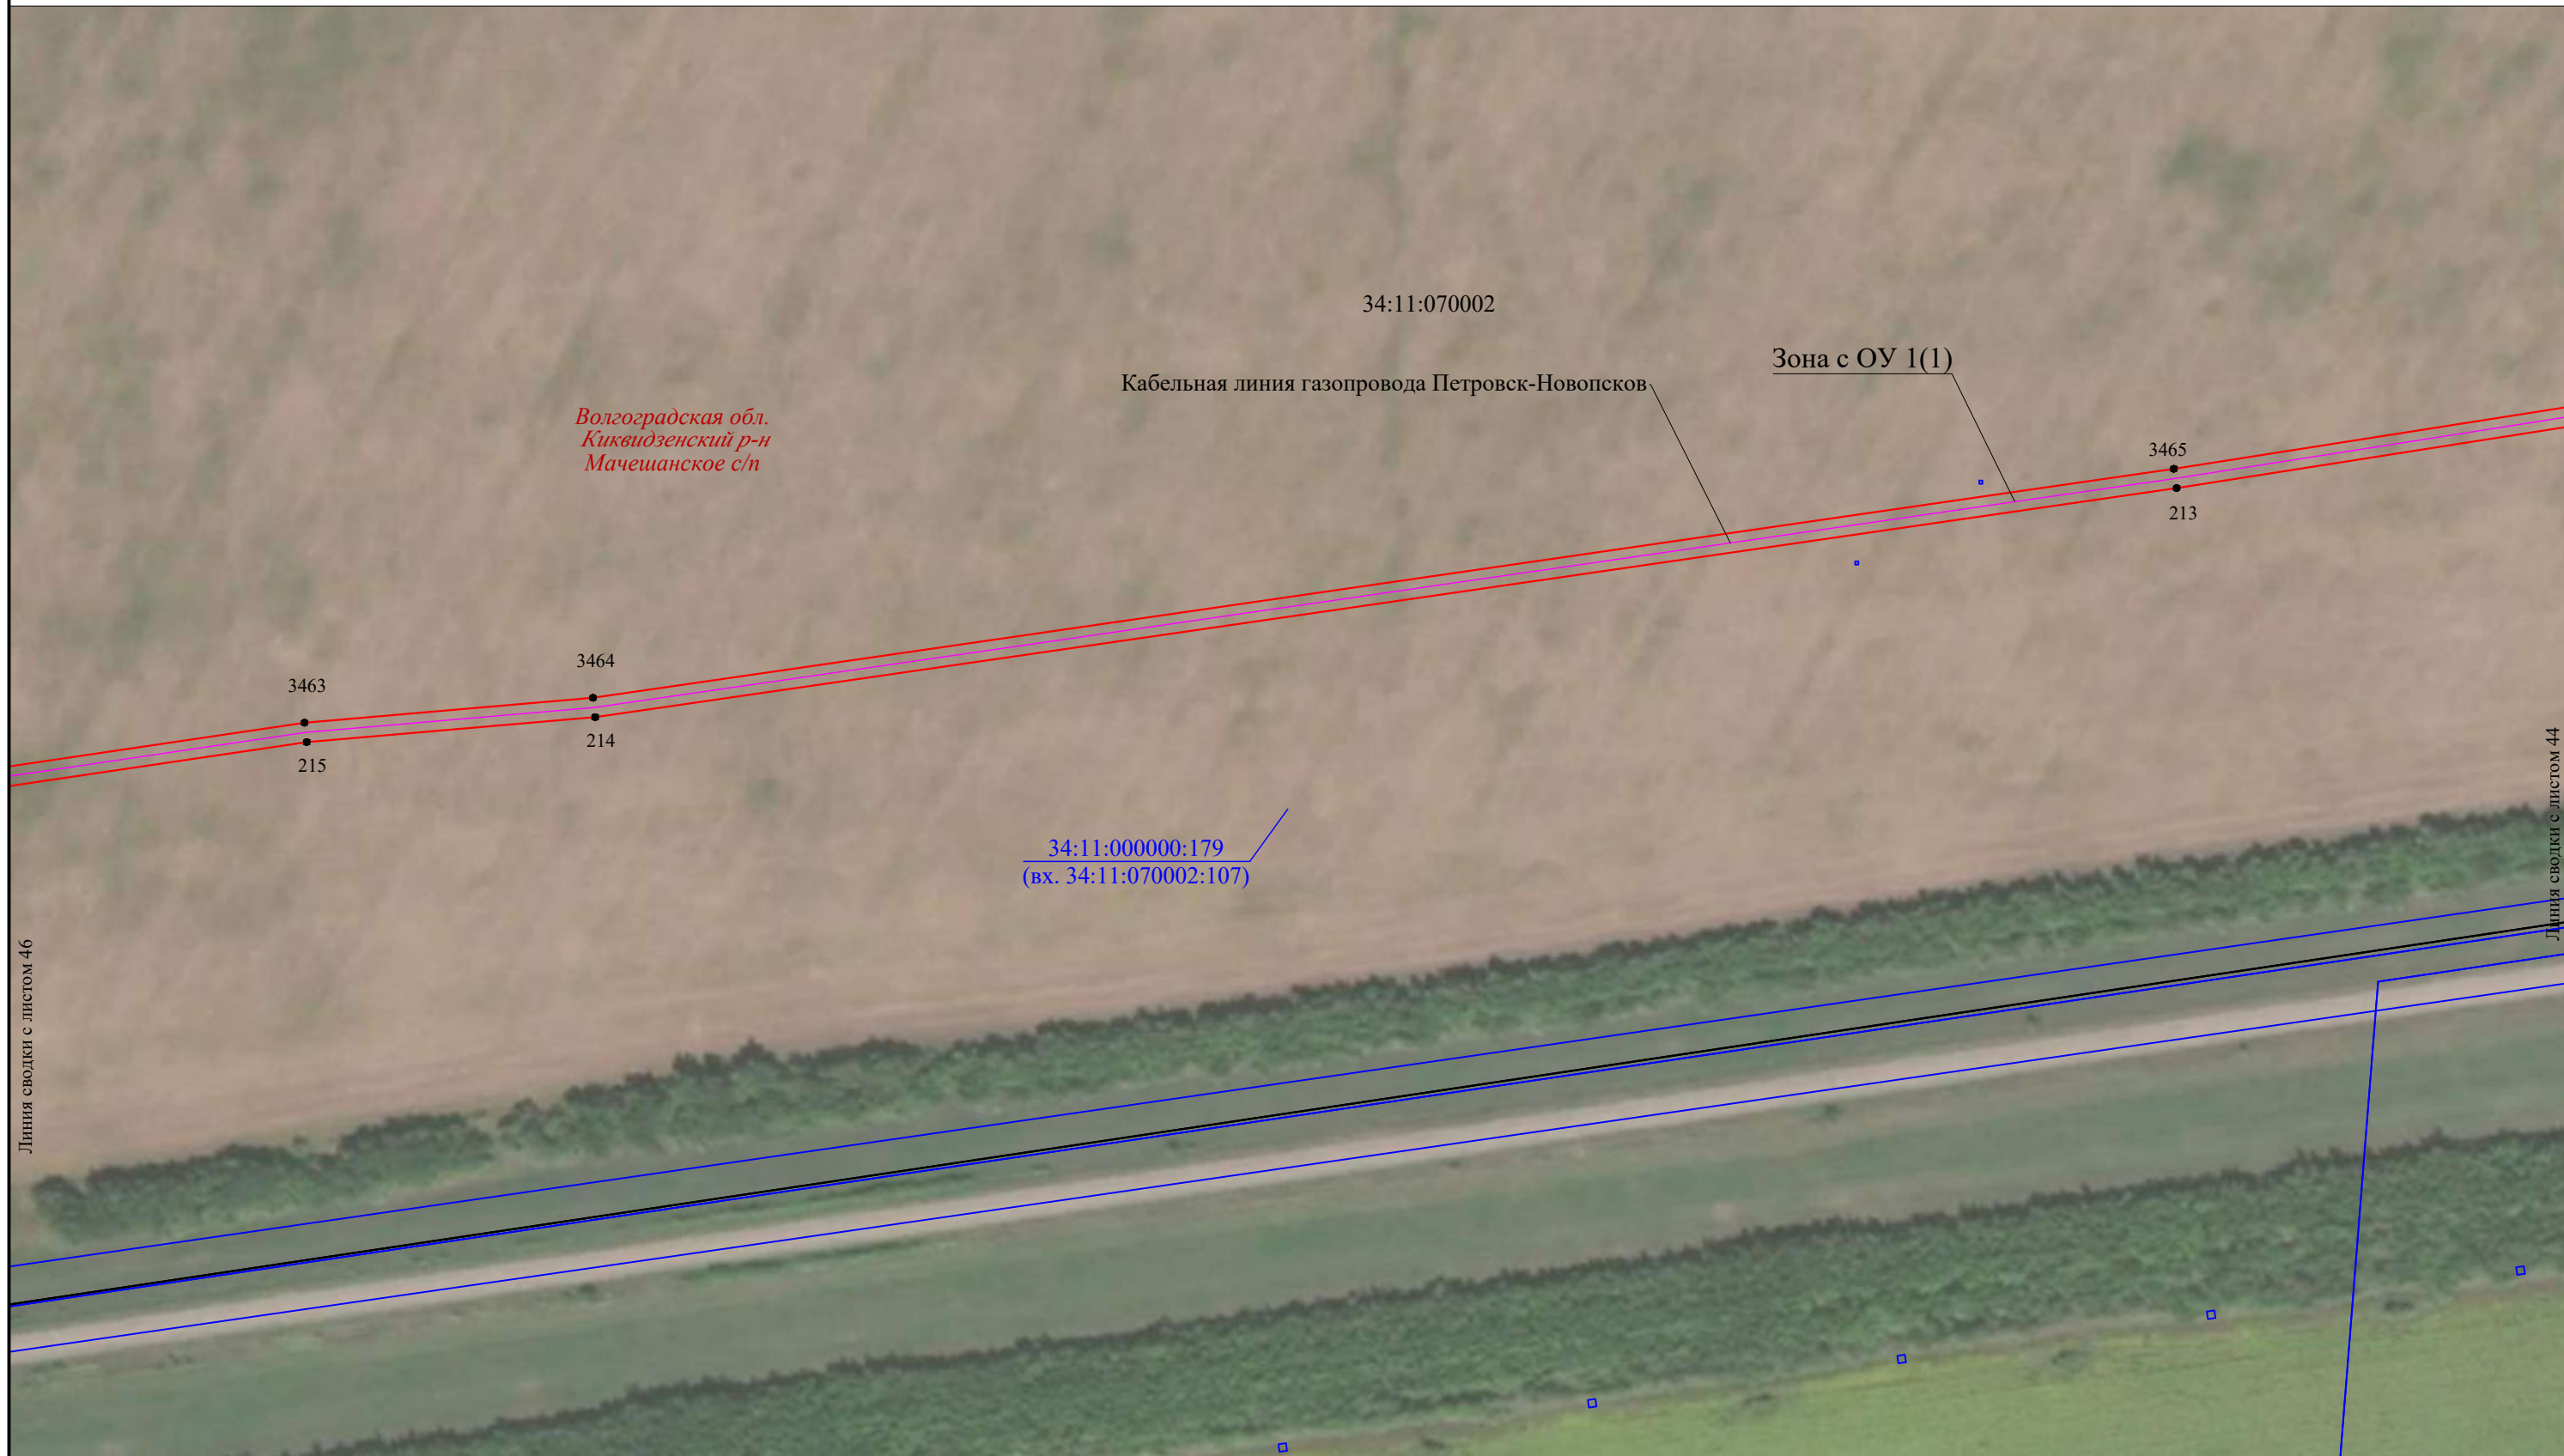 34:11:070002
Зона с ОУ 1(1)
Кабельная линия газопровода Петровск-Новопсков
Волгоградская обл.
Киквидзенский р-н
Мачешанское с/п
3465
213
3464
3463
214
215
34:11:000000:179
(вх. 34:11:070002:107)
Линия сводки с листом 44
Линия сводки с листом 46